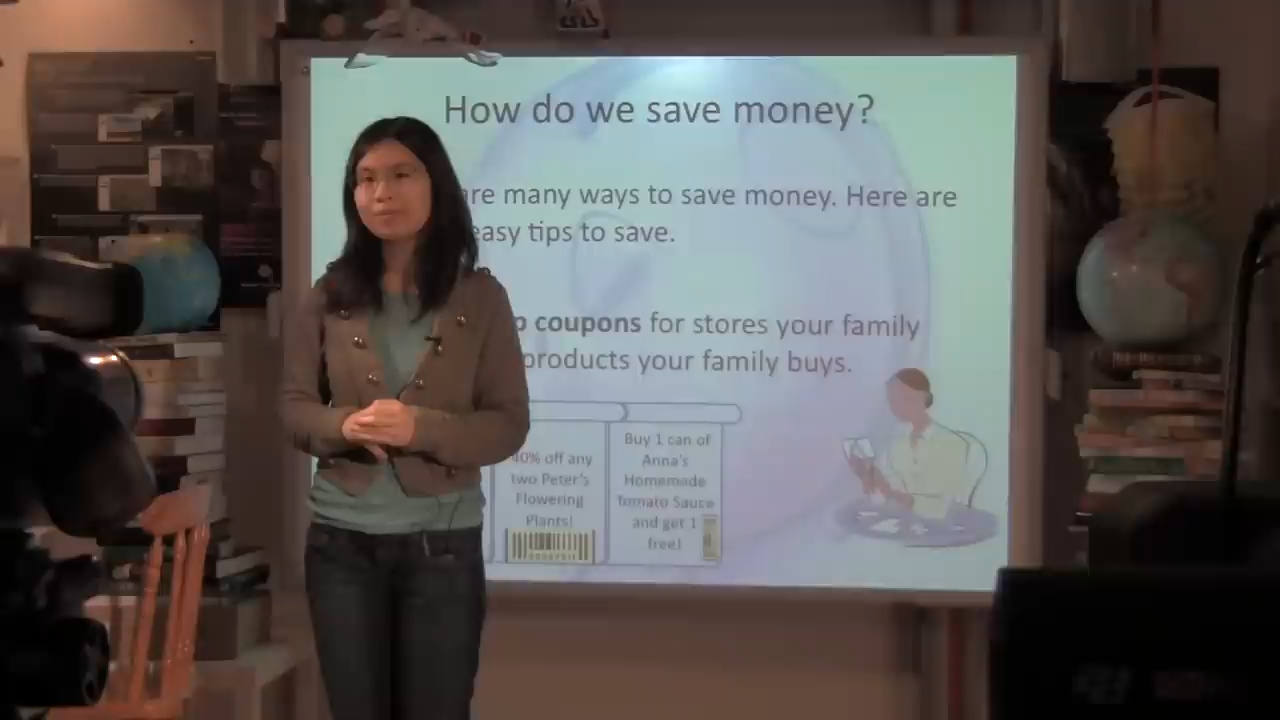 How do we save money?
are many ways to save money. Here are
easy tips to save.
coupons for stores your family
products your family buys.
40% off any
two Peter's
Flowering
Plants!
Buy 1 can of
Anna's
Homemade
Tomato Sauce
and get 1
free!